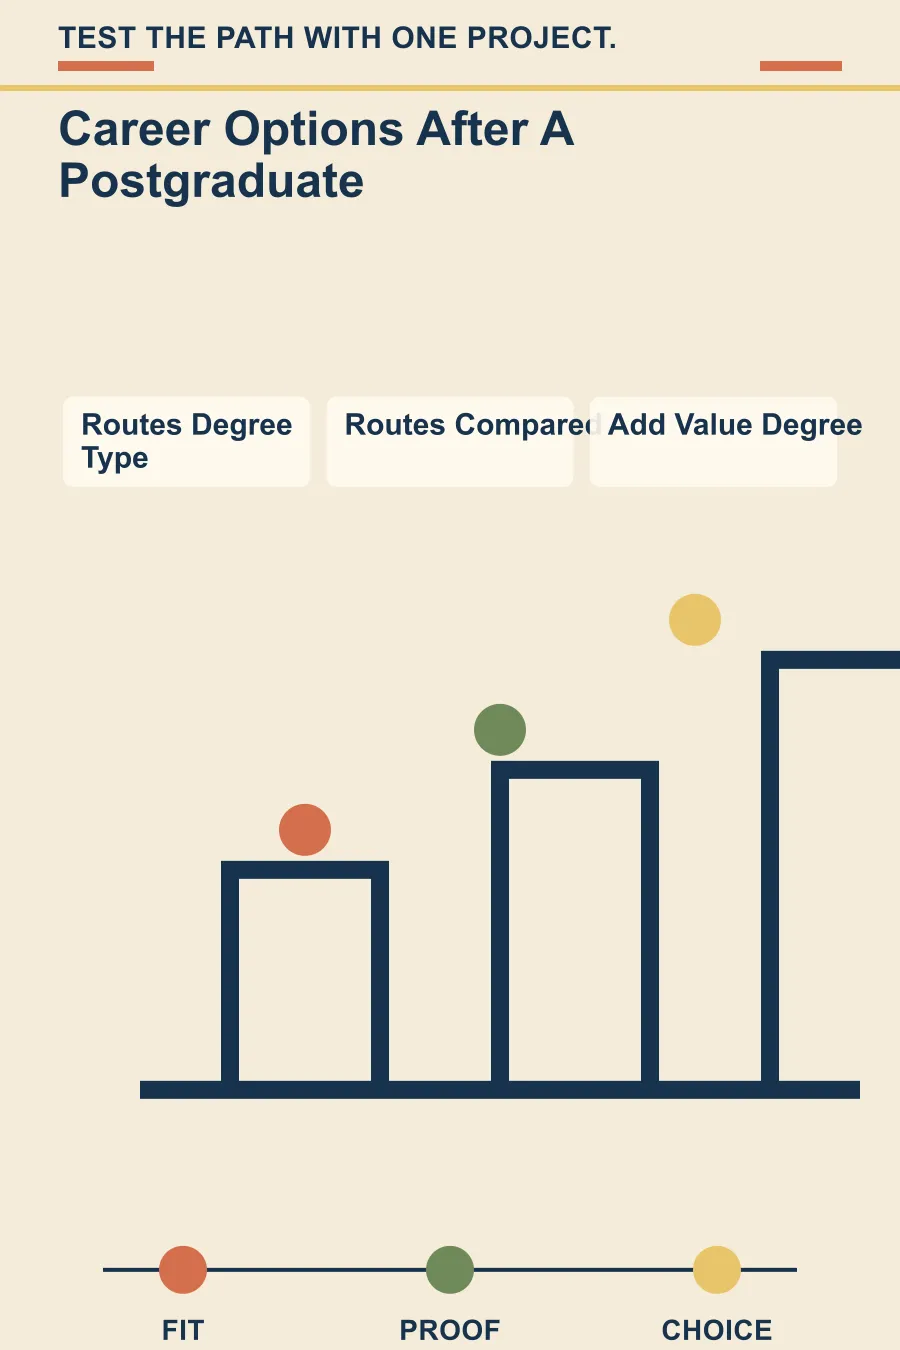 TEST THE PATH WITH ONE PROJECT.
Career Options After A
Postgraduate
Routes Degree
Type
Routes Compared
Add Value Degree
FIT
PROOF
CHOICE